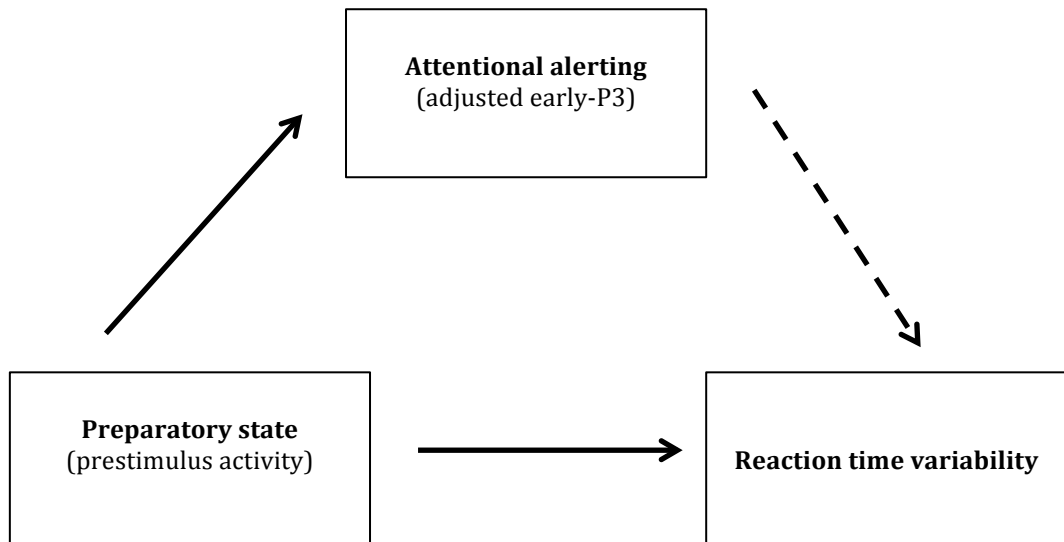 Attentional alerting
(adjusted early-P3)
Preparatory state
(prestimulus activity)
Reaction time variability